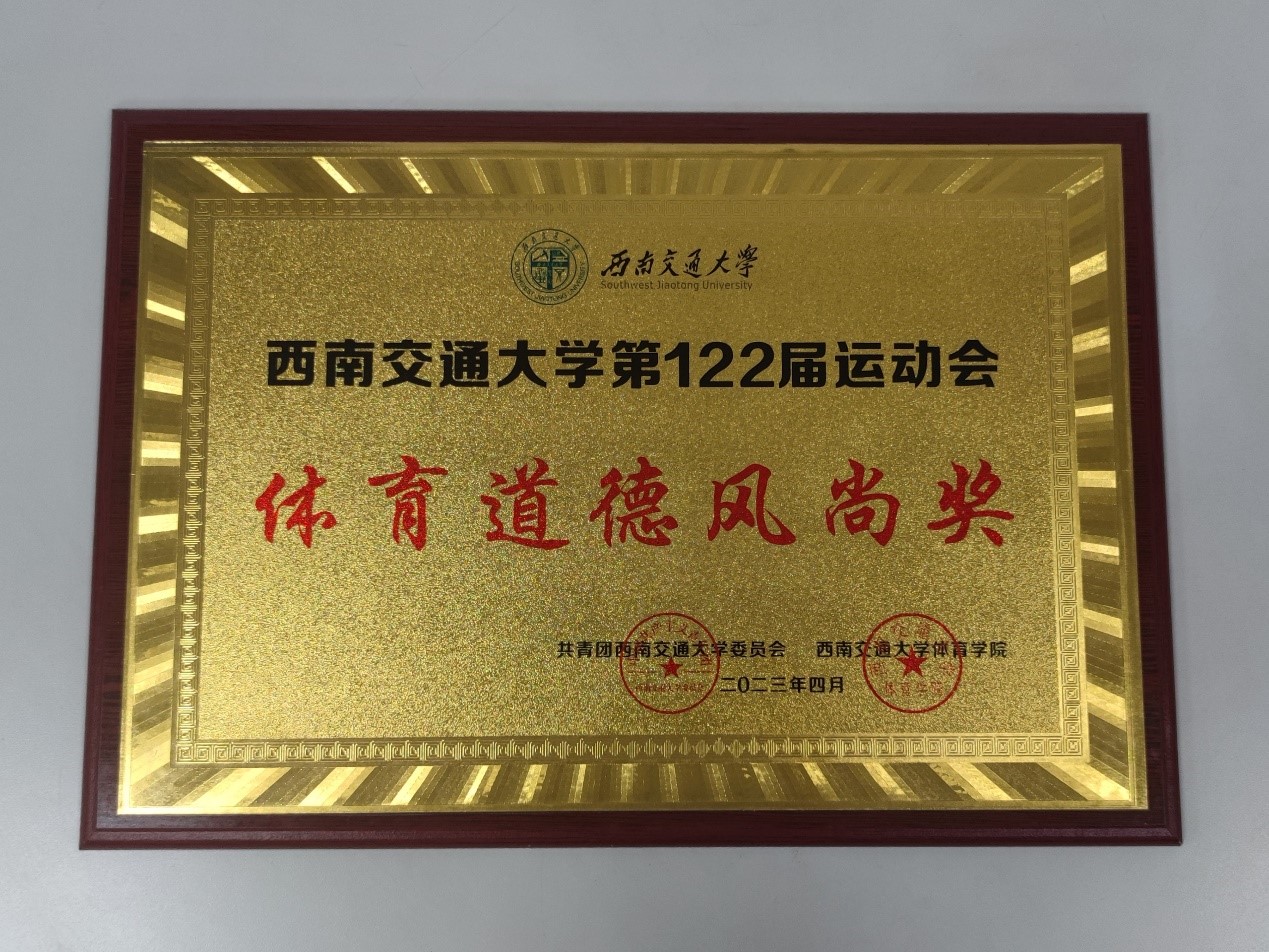 西南交通大學
Southwest Jiaotong University
西南交通大学第122届运动会
体育道德风尚奖
共青团西南交通大学委员会 西南交通大学体育学院
二〇二三年四月